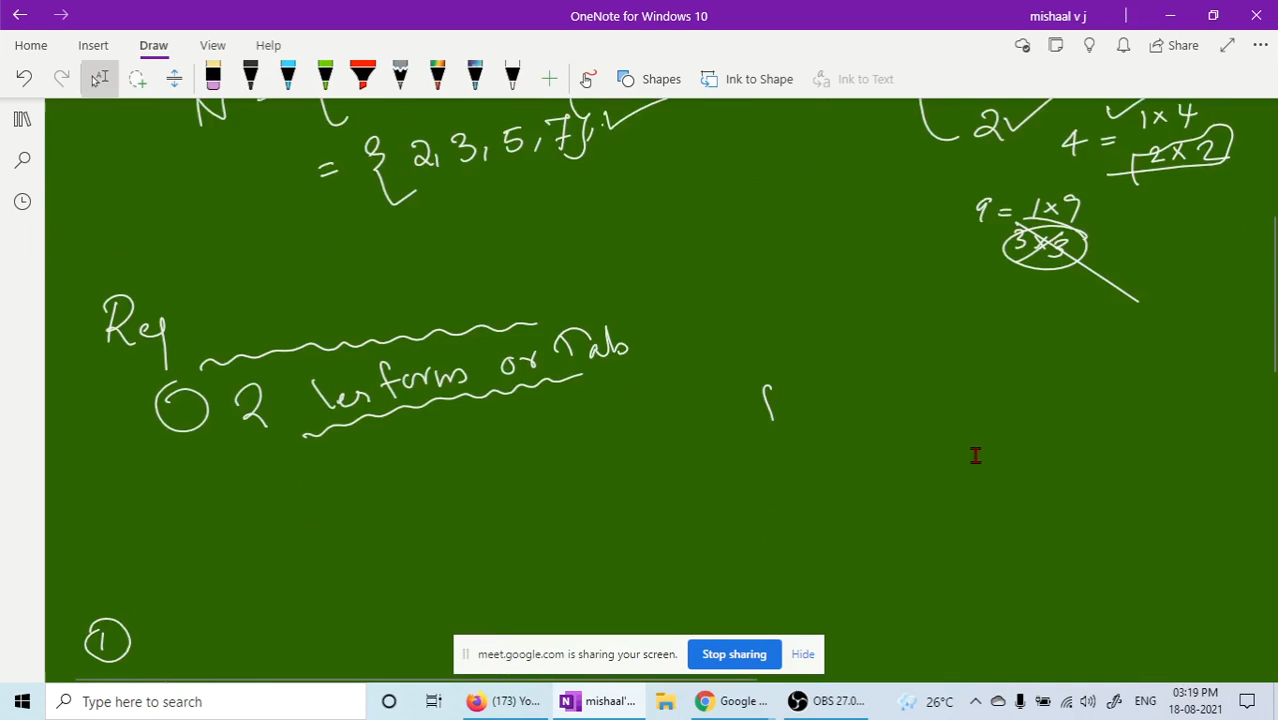 OneNote for Windows 10
mishaal v j
Home Insert Draw View Help
Share
Shapes Ink to Shape Ink to Text
N =
= { 2, 3, 5, 7};
2
1 x 4
4 =
2 x 2
9 = 1 x 9
3 x 3
Rep
2 forms or Tab
1
meet.google.com is sharing your screen. Stop sharing Hide
Type here to search
(173) Yo...
mishaal'...
Google ...
OBS 27.0...
26°C
ENG
03:19 PM
18-08-2021